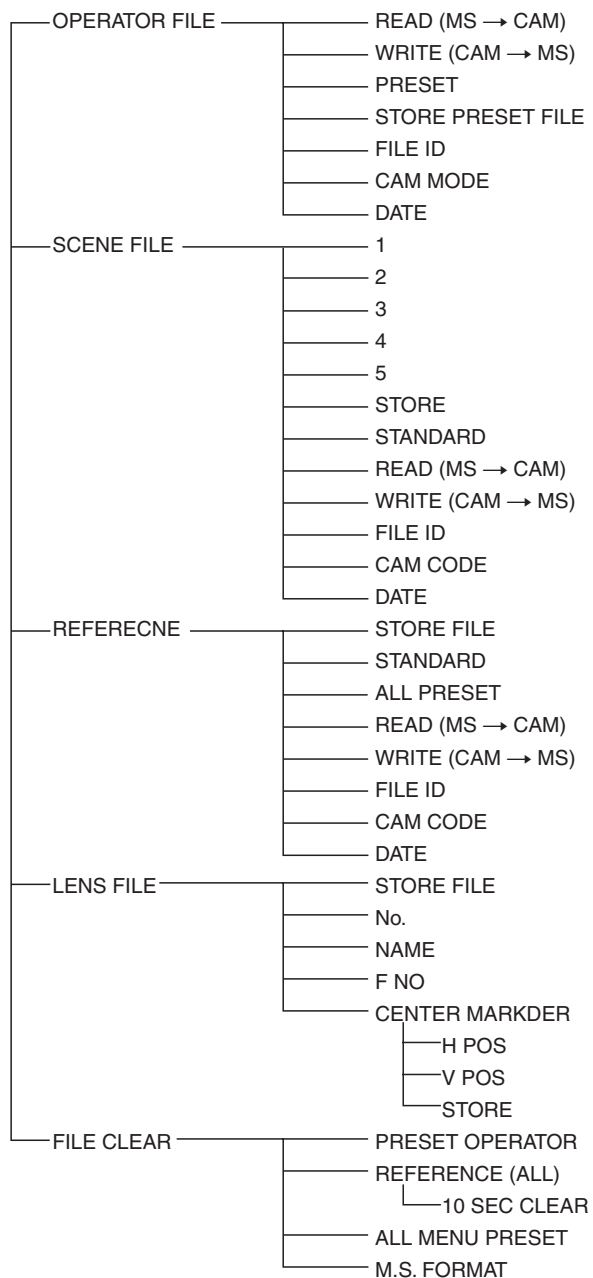 OPERATOR FILE READ (MS → CAM)
WRITE (CAM → MS)
PRESET
STORE PRESET FILE
FILE ID
CAM MODE
DATE
SCENE FILE 1
2
3
4
5
STORE
STANDARD
READ (MS → CAM)
WRITE (CAM → MS)
FILE ID
CAM CODE
DATE
REFERECNE STORE FILE
STANDARD
ALL PRESET
READ (MS → CAM)
WRITE (CAM → MS)
FILE ID
CAM CODE
DATE
LENS FILE STORE FILE
No.
NAME
F NO
CENTER MARKDER
H POS
V POS
STORE
FILE CLEAR PRESET OPERATOR
REFERENCE (ALL)
10 SEC CLEAR
ALL MENU PRESET
M.S. FORMAT